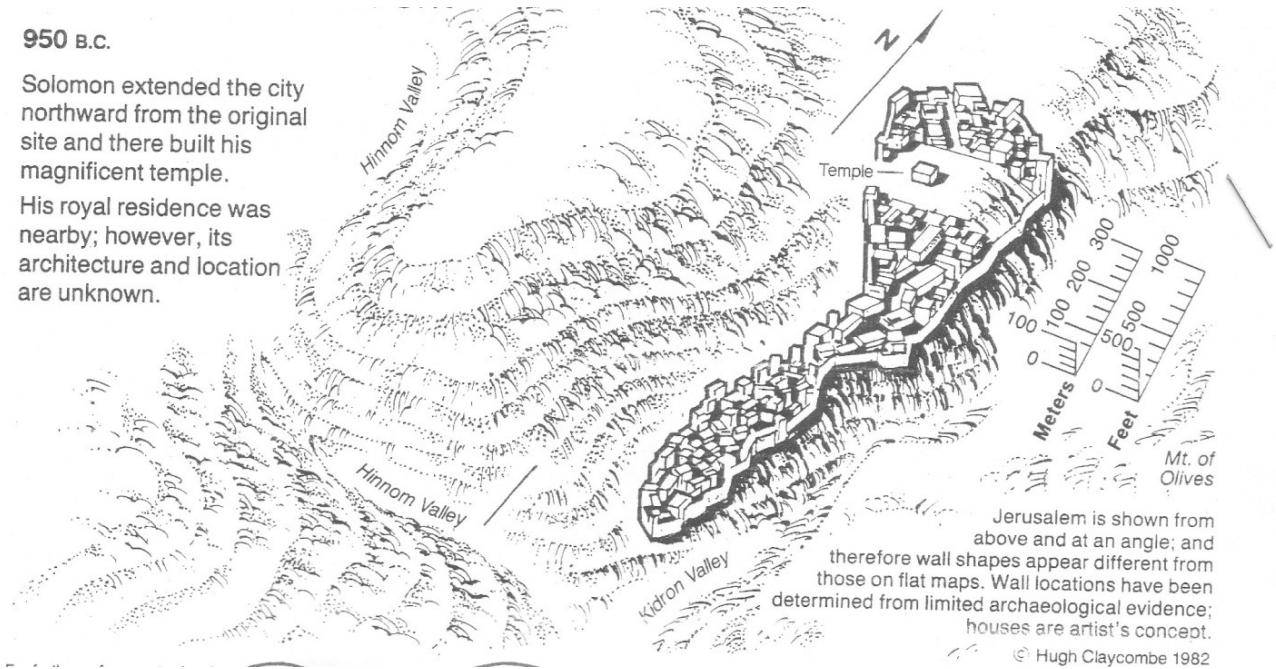 950 B.C.
Solomon extended the city
northward from the original
site and there built his
magnificent temple.
His royal residence was
nearby; however, its
architecture and location
are unknown.
Hinnom Valley
N
Temple
300
200
100
100
0
Meters
1000
500
500
0
Feet
Mt. of
Olives
Hinnom Valley
Kidron Valley
Jerusalem is shown from
above and at an angle; and
therefore wall shapes appear different from
those on flat maps. Wall locations have been
determined from limited archaeological evidence;
houses are artist's concept.
© Hugh Claycombe 1982